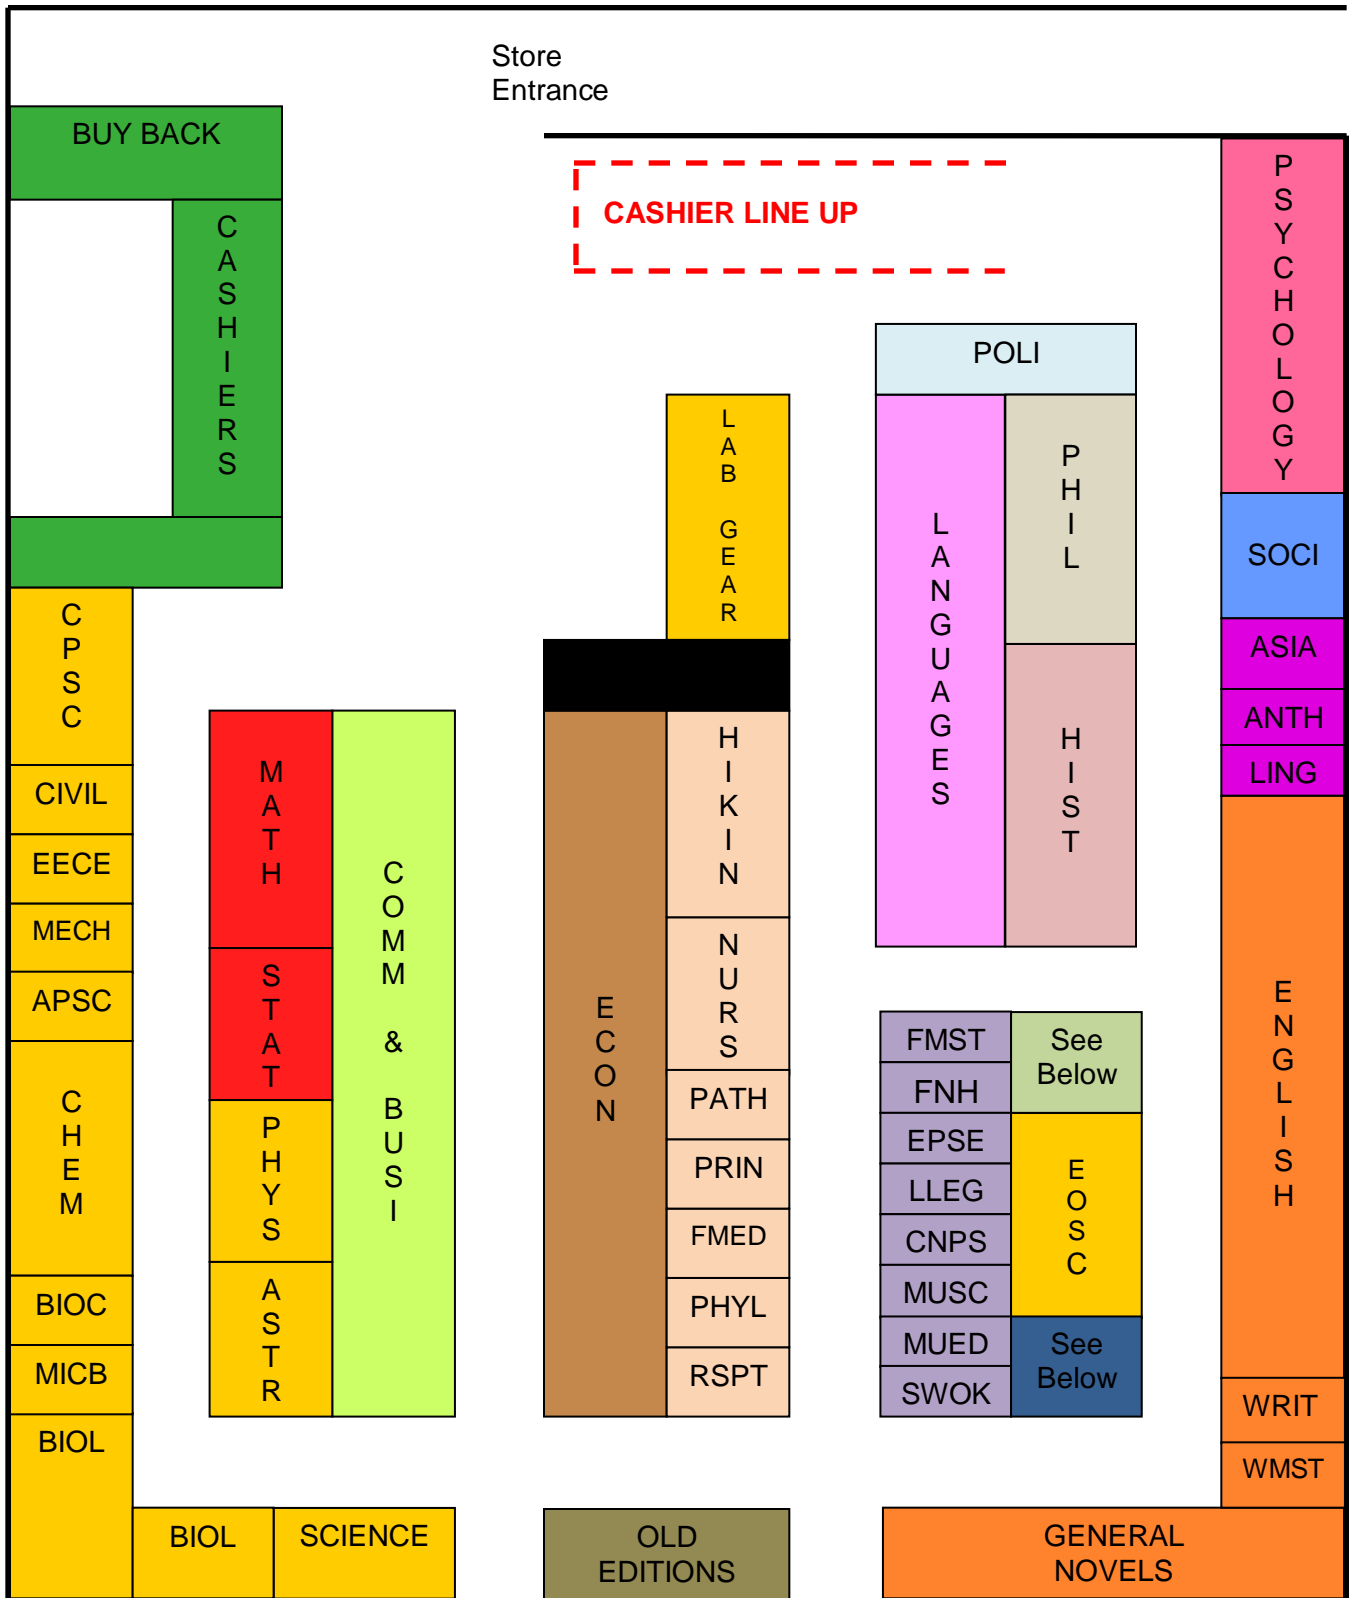 Store
Entrance
BUY BACK
CASHIERS
CASHIER LINE UP
PSYCHOLOGY
POLI
LAB GEAR
LANGUAGES
PHIL
SOCI
CPSC
ASIA
HIST
ANTH
LING
MATH
COMM & BUSI
ECON
HIKIN
CIVIL
EECE
MECH
NURS
STAT
APSC
ENGLISH
FMST
See
Below
FNH
CHEM
PATH
PHYS
EPSE
EOSC
PRIN
LLEG
FMED
CNPS
ASTR
BIOC
PHYL
MUSC
MUED
See
Below
MICB
RSPT
SWOK
WRIT
BIOL
WMST
BIOL
SCIENCE
OLD
EDITIONS
GENERAL
NOVELS